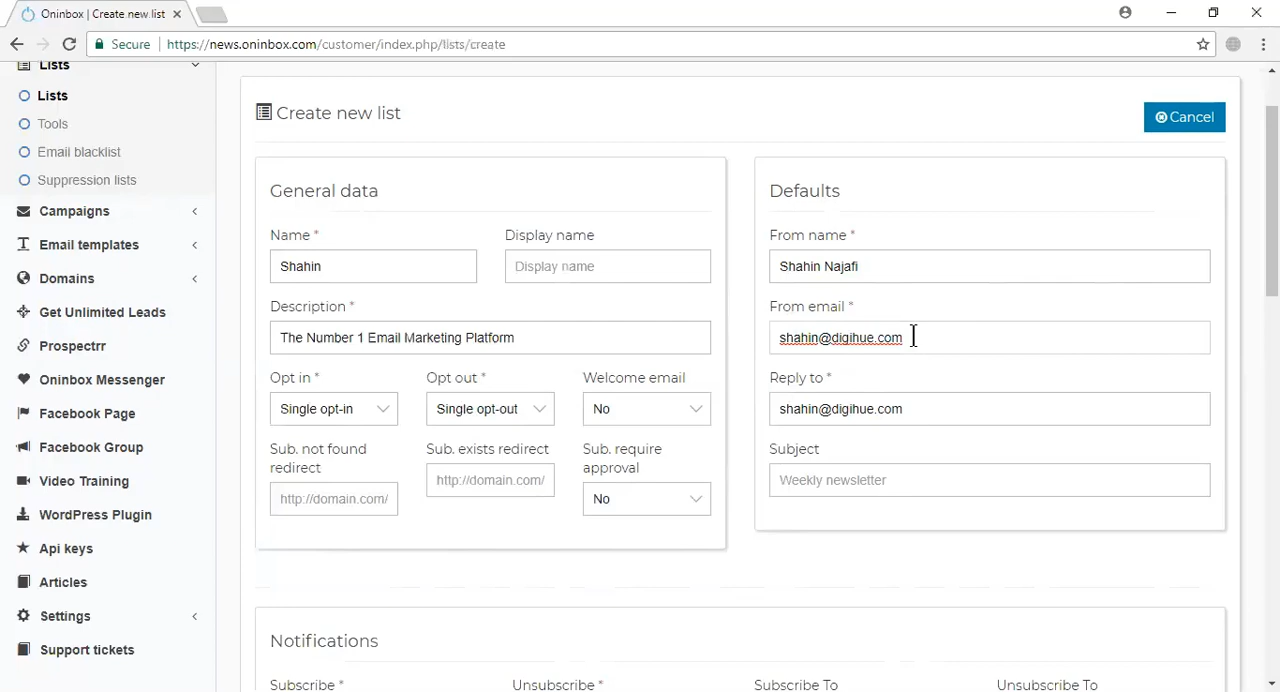 Oninbox | Create new list
Secure
https://news.oninbox.com/customer/index.php/lists/create
Lists
Lists
Tools
Email blacklist
Suppression lists
Campaigns
Email templates
Domains
Get Unlimited Leads
Prospectrr
Oninbox Messenger
Facebook Page
Facebook Group
Video Training
WordPress Plugin
Api keys
Articles
Settings
Support tickets
Create new list
Cancel
General data
Name *
Display name
Shahin
Display name
Description *
The Number 1 Email Marketing Platform
Opt in *
Opt out *
Welcome email
Single opt-in
Single opt-out
No
Sub. not found
redirect
Sub. exists redirect
Sub. require
approval
http://domain.com/
http://domain.com/
No
Defaults
From name *
Shahin Najafi
From email *
shahin@digihue.com
Reply to *
shahin@digihue.com
Subject
Weekly newsletter
Notifications
Subscribe *
Unsubscribe *
Subscribe To
Unsubscribe To